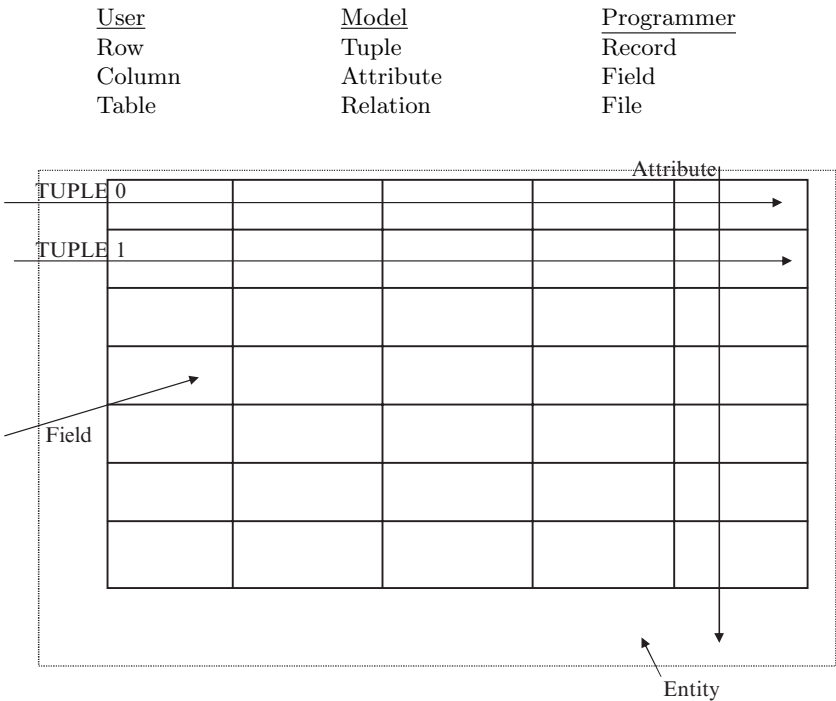 User Model Programmer
Row Tuple Record
Column Attribute Field
Table Relation File
Attribute
TUPLE 0
TUPLE 1
Field
Entity